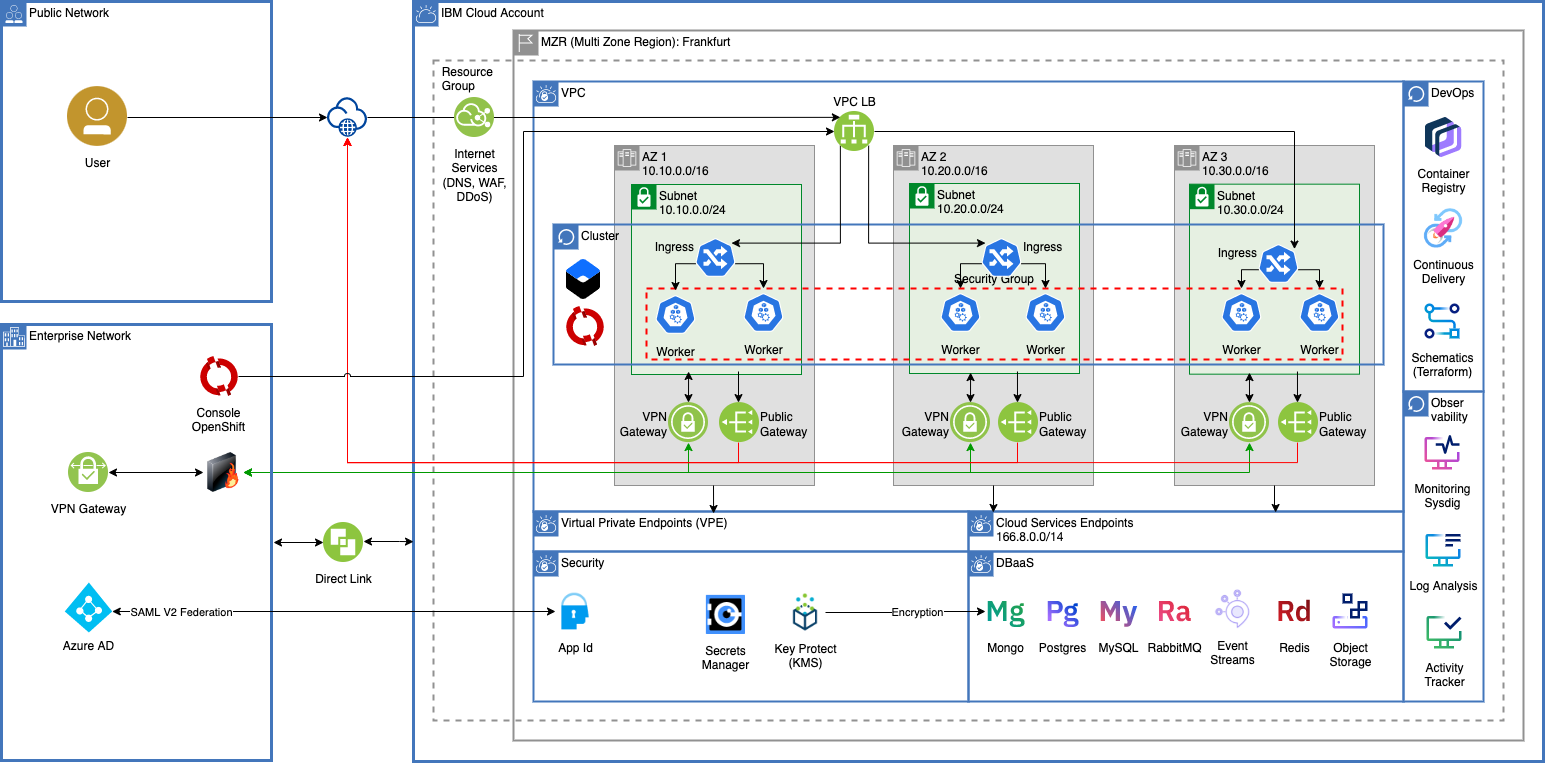 Public Network
User
Enterprise Network
Console
OpenShift
VPN Gateway
Direct Link
Azure AD
SAML V2 Federation
IBM Cloud Account
MZR (Multi Zone Region): Frankfurt
Resource
Group
Internet
Services
(DNS, WAF,
DDoS)
VPC
VPC LB
AZ 1
10.10.0.0/16
Subnet
10.10.0.0/24
AZ 2
10.20.0.0/16
Subnet
10.20.0.0/24
AZ 3
10.30.0.0/16
Subnet
10.30.0.0/24
Cluster
Ingress
Ingress
Ingress
Security Group
Worker
Worker
Worker
Worker
Worker
Worker
VPN
Gateway
Public
Gateway
VPN
Gateway
Public
Gateway
VPN
Gateway
Public
Gateway
Virtual Private Endpoints (VPE)
Cloud Services Endpoints
166.8.0.0/14
Security
App Id
Secrets
Manager
Key Protect
(KMS)
Encryption
DBaaS
Mg
Mongo
Pg
Postgres
My
MySQL
Ra
RabbitMQ
Event
Streams
Rd
Redis
Object
Storage
DevOps
Container
Registry
Continuous
Delivery
Schematics
(Terraform)
Obser
vability
Monitoring
Sysdig
Log Analysis
Activity
Tracker